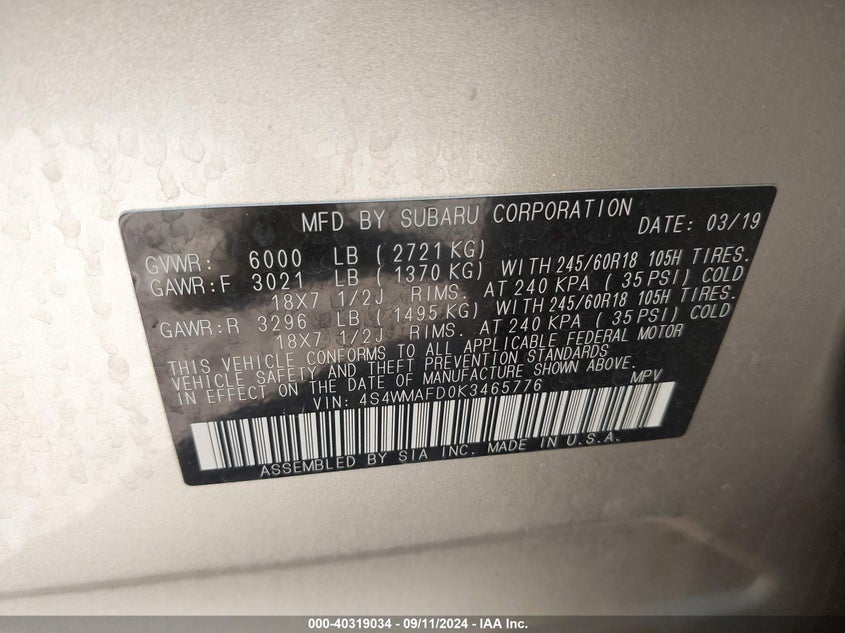 MFD BY SUBARU CORPORATION DATE: 03/19
GVWR: 6000 LB ( 2721 KG)
GAWR:F 3021 LB ( 1370 KG) WITH 245/60R18 105H TIRES.
18X7 1/2J RIMS. AT 240 KPA ( 35 PSI) COLD
GAWR:R 3296 LB ( 1495 KG) WITH 245/60R18 105H TIRES.
18X7 1/2J RIMS. AT 240 KPA ( 35 PSI) COLD
THIS VEHICLE CONFORMS TO ALL APPLICABLE FEDERAL MOTOR
VEHICLE SAFETY AND THEFT PREVENTION STANDARDS
IN EFFECT ON THE DATE OF MANUFACTURE SHOWN ABOVE.
VIN: 4S4WMAFD0K3465776 MPV
ASSEMBLED BY SIA INC. MADE IN U.S.A.
000-40319034 - 09/11/2024 - IAA Inc.